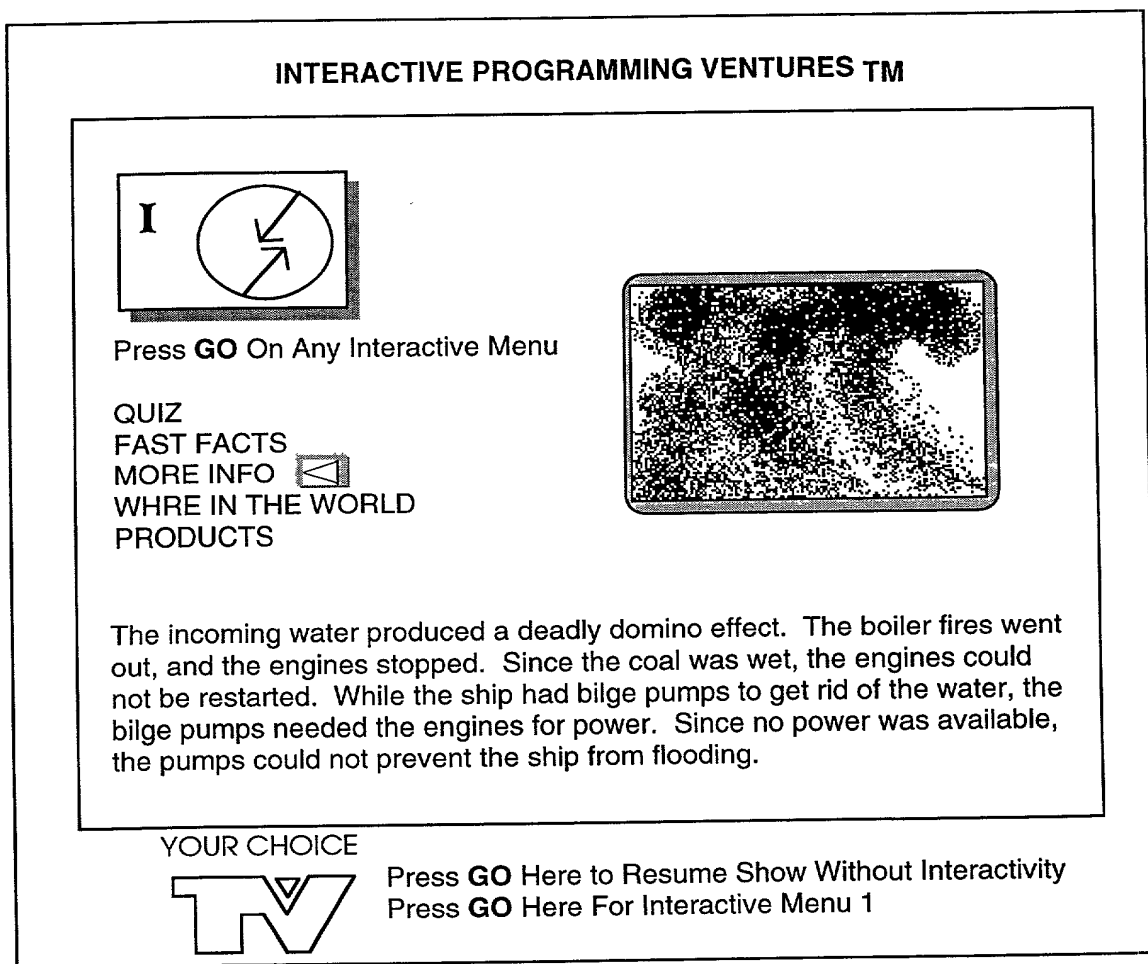 INTERACTIVE PROGRAMMING VENTURES TM
I
Press GO On Any Interactive Menu
QUIZ
FAST FACTS
MORE INFO
WHRE IN THE WORLD
PRODUCTS
The incoming water produced a deadly domino effect. The boiler fires went
out, and the engines stopped. Since the coal was wet, the engines could
not be restarted. While the ship had bilge pumps to get rid of the water, the
bilge pumps needed the engines for power. Since no power was available,
the pumps could not prevent the ship from flooding.
YOUR CHOICE
TV
Press GO Here to Resume Show Without Interactivity
Press GO Here For Interactive Menu 1